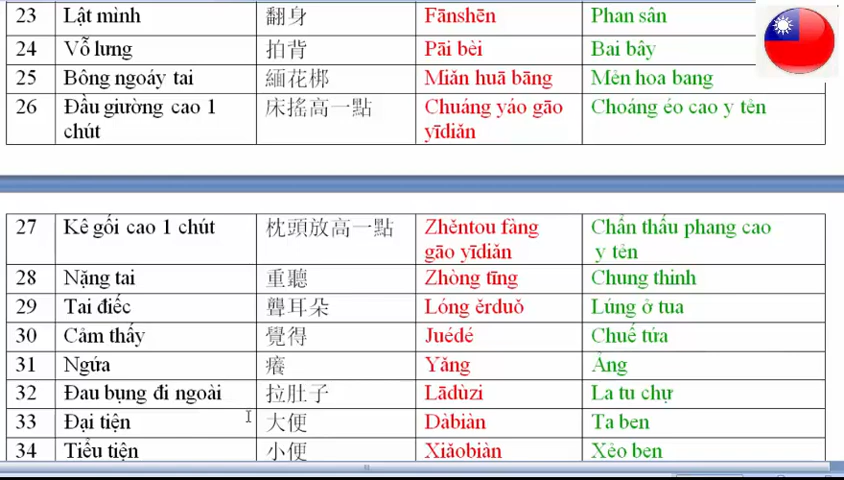 23 Lật mình 翻身 Fānshēn Phan sân
24 Vỗ lưng 拍背 Pāi bèi Bai bây
25 Bông ngoáy tai 緬花梆 Miǎn huā bāng Mẻn hoa bang
26 Đầu giường cao 1 床搖高一點 Chuáng yáo gāo Choáng éo cao y tẻn
chút yīdiǎn
27 Kê gối cao 1 chút 枕頭放高一點 Zhěntou fàng Chẩn thấu phang cao
gāo yīdiǎn y tẻn
28 Nặng tai 重聽 Zhòng tīng Chung thinh
29 Tai điếc 聾耳朵 Lóng ěrduǒ Lúng ở tua
30 Cảm thấy 覺得 Juédé Chuế tứa
31 Ngứa 癢 Yǎng Ảng
32 Đau bụng đi ngoài 拉肚子 Lādùzi La tu chự
33 Đại tiện 大便 Dàbiàn Ta ben
34 Tiểu tiện 小便 Xiǎobiàn Xẻo ben